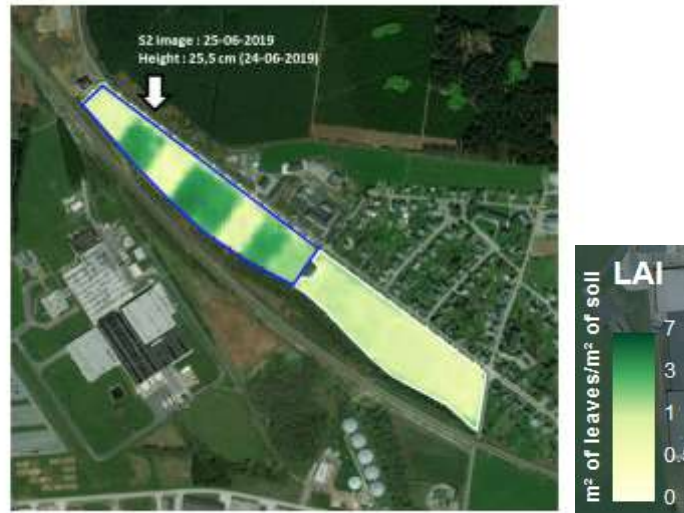 S2 image : 25-06-2019
Height : 25,5 cm (24-06-2019)
LAI
m² of leaves/m² of soil
7
3
1
0